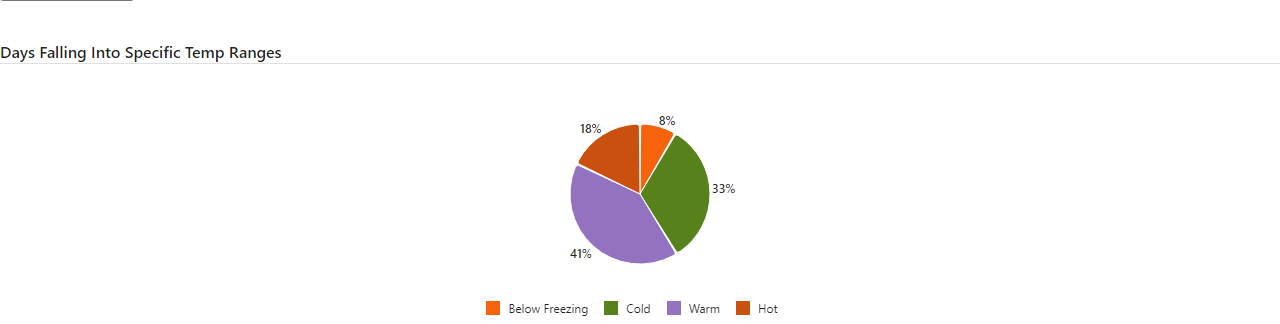 Days Falling Into Specific Temp Ranges
8%
18%
33%
41%
Below Freezing Cold Warm Hot